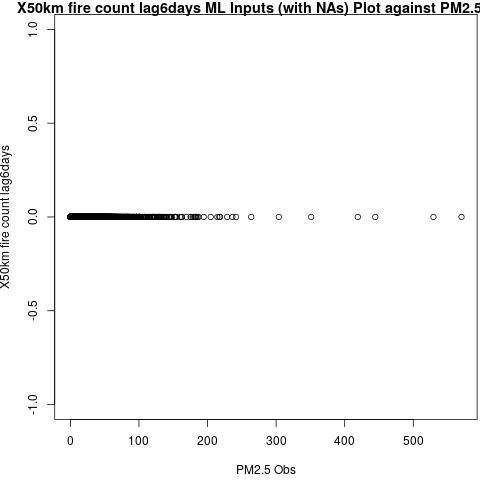 X50km fire count lag6days ML Inputs (with NAs) Plot against PM2.5
1.0
0.5
0.0
-0.5
-1.0
X50km fire count lag6days
0 100 200 300 400 500
PM2.5 Obs